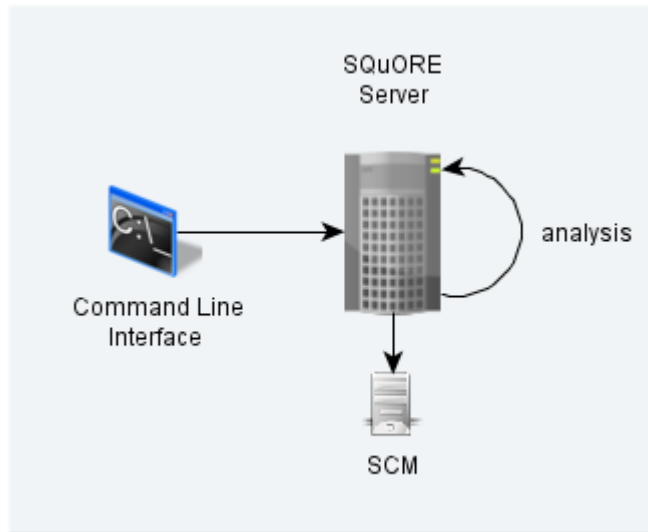 SQuORE
Server
C:\_
analysis
Command Line
Interface
SCM